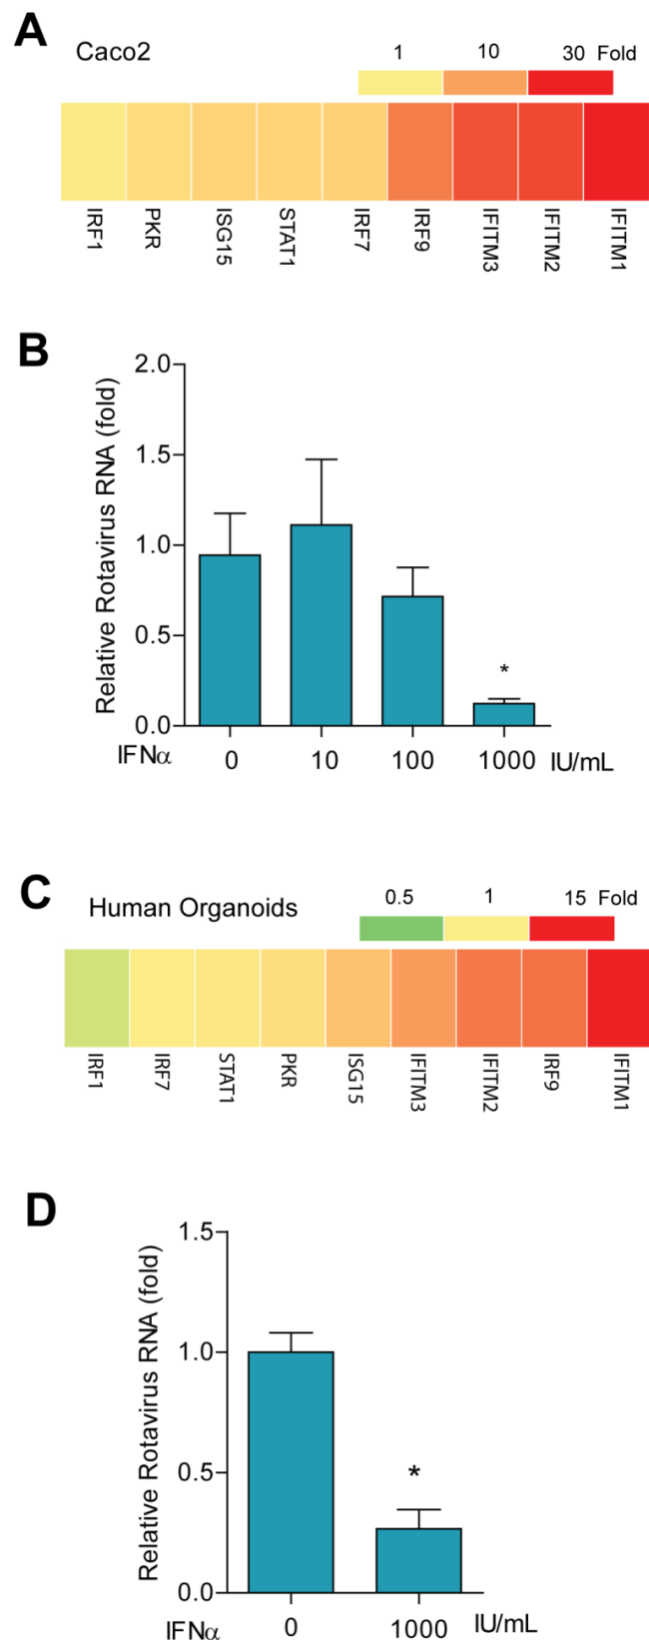 A
Caco2
1 10 30 Fold
IRF1 PKR ISG15 STAT1 IRF7 IRF9 IFITM3 IFITM2 IFITM1
B
Relative Rotavirus RNA (fold)
2.0
1.5
1.0
0.5
0.0
*
IFNα 0 10 100 1000 IU/mL
C
Human Organoids
0.5 1 15 Fold
IRF1 IRF7 STAT1 PKR ISG15 IFITM3 IFITM2 IRF9 IFITM1
D
Relative Rotavirus RNA (fold)
1.5
1.0
0.5
0.0
*
IFNα 0 1000 IU/mL